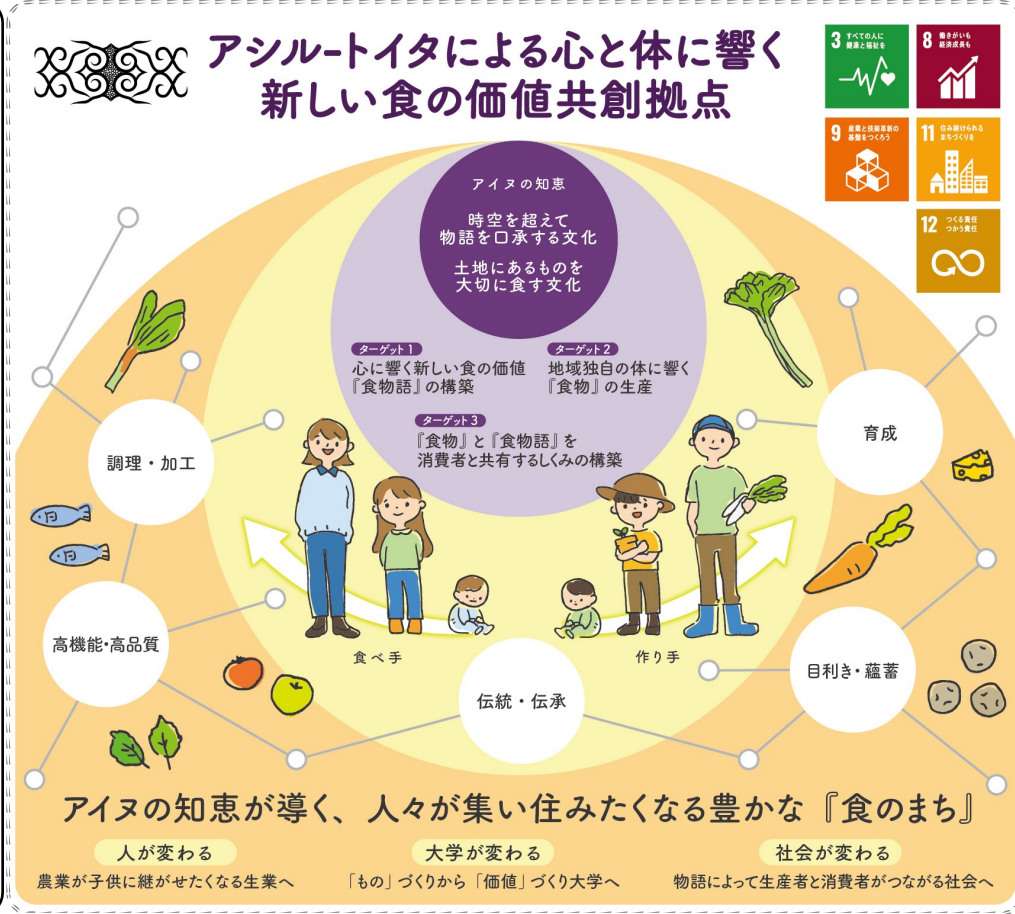 アシルートイタによる心と体に響く
新しい食の価値共創拠点
3 すべての人に
健康と福祉を
8 働きがいも
経済成長も
9 産業と技術革新の
基盤をつくろう
11 住み続けられる
まちづくりを
12 つくる責任
つかう責任
アイヌの知恵
時空を超えて
物語を口承する文化
土地にあるものを
大切に食す文化
ターゲット1
心に響く新しい食の価値
『食物語』の構築
ターゲット2
地域独自の体に響く
『食物』の生産
ターゲット3
『食物』と『食物語』を
消費者と共有するしくみの構築
調理・加工
育成
高機能・高品質
食べ手
作り手
目利き・蘊蓄
伝統・伝承
アイヌの知恵が導く、人々が集い住みたくなる豊かな『食のまち』
人が変わる
農業が子供に継がせたくなる生業へ
大学が変わる
「もの」づくりから「価値」づくり大学へ
社会が変わる
物語によって生産者と消費者がつながる社会へ